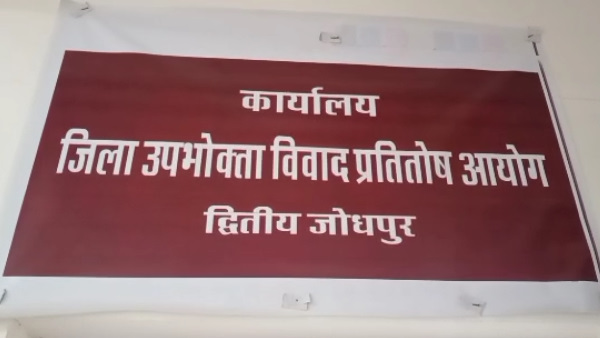 कार्यालय
जिला उपभोक्ता विवाद प्रतितोष आयोग
द्वितीय जोधपुर